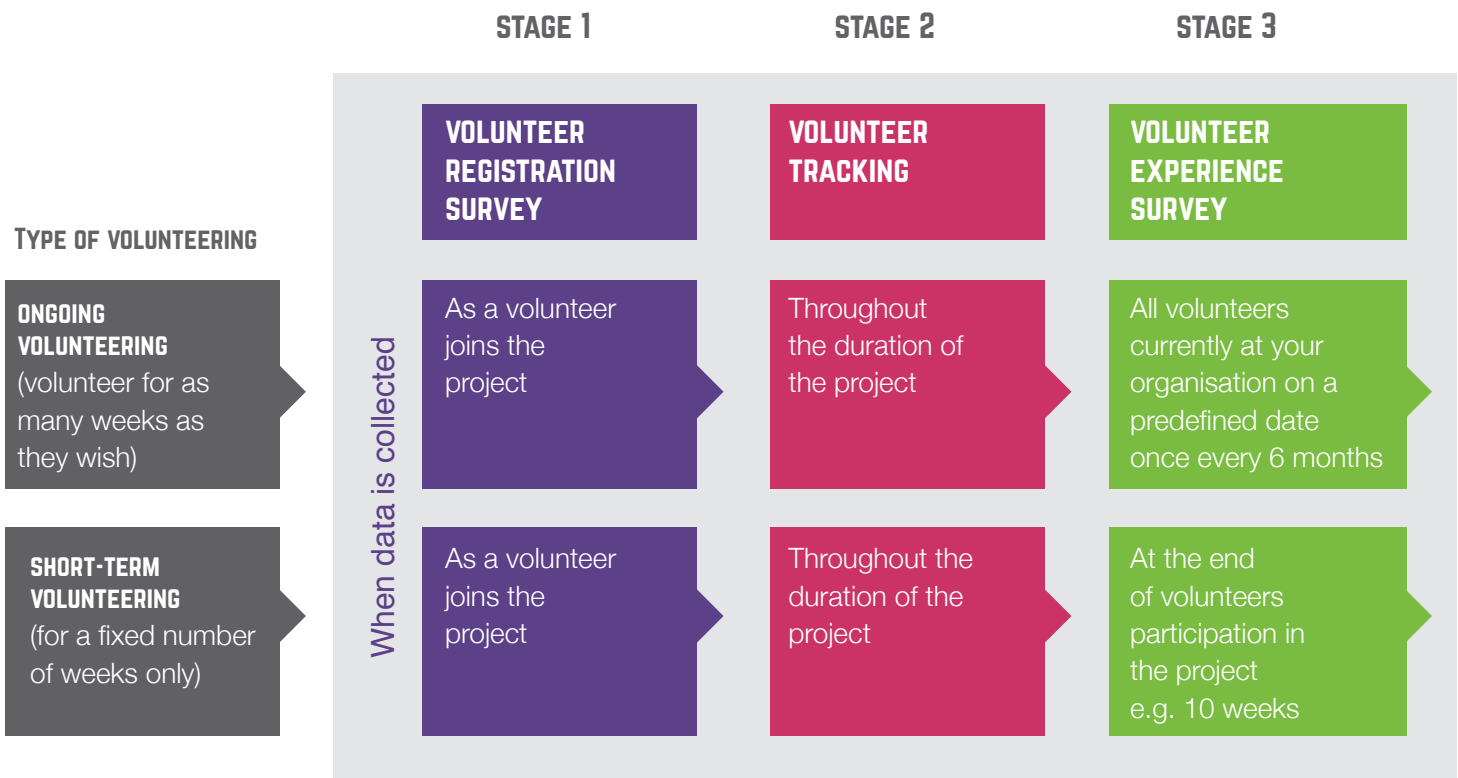 STAGE 1
STAGE 2
STAGE 3
VOLUNTEER
REGISTRATION
SURVEY
VOLUNTEER
TRACKING
VOLUNTEER
EXPERIENCE
SURVEY
TYPE OF VOLUNTEERING
When data is collected
ONGOING
VOLUNTEERING
(volunteer for as
many weeks as
they wish)
As a volunteer
joins the
project
Throughout
the duration of
the project
All volunteers
currently at your
organisation on a
predefined date
once every 6 months
SHORT-TERM
VOLUNTEERING
(for a fixed number
of weeks only)
As a volunteer
joins the
project
Throughout the
duration of the
project
At the end
of volunteers
participation in
the project
e.g. 10 weeks